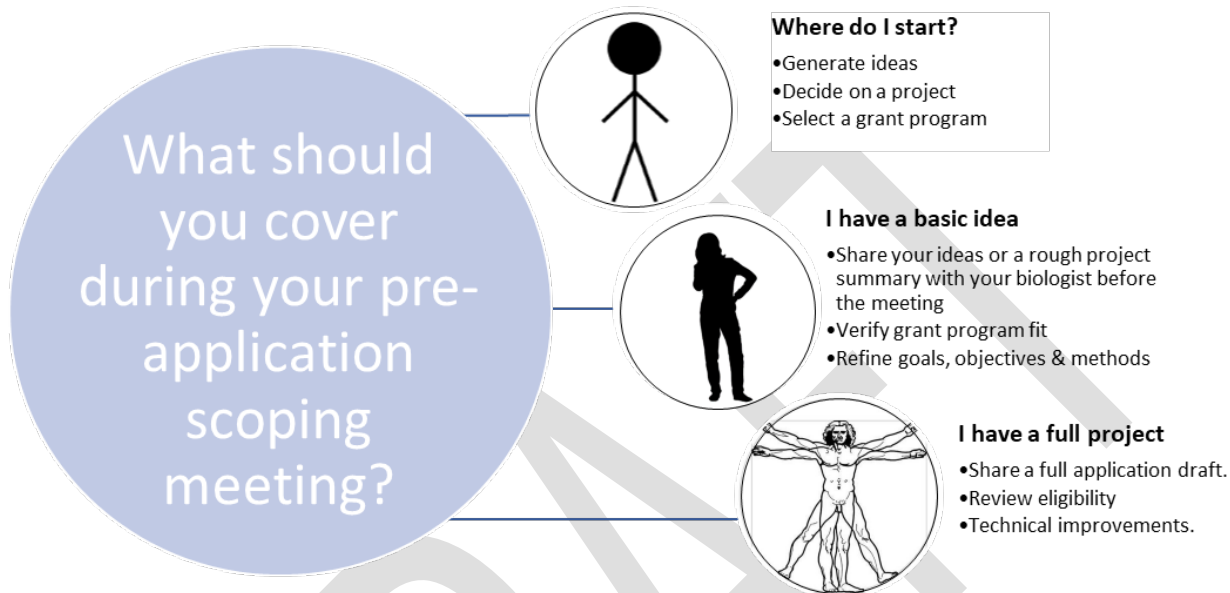 What should
you cover
during your pre-
application
scoping
meeting?
Where do I start?
•Generate ideas
•Decide on a project
•Select a grant program
I have a basic idea
•Share your ideas or a rough project
summary with your biologist before
the meeting
•Verify grant program fit
•Refine goals, objectives & methods
I have a full project
•Share a full application draft.
•Review eligibility
•Technical improvements.